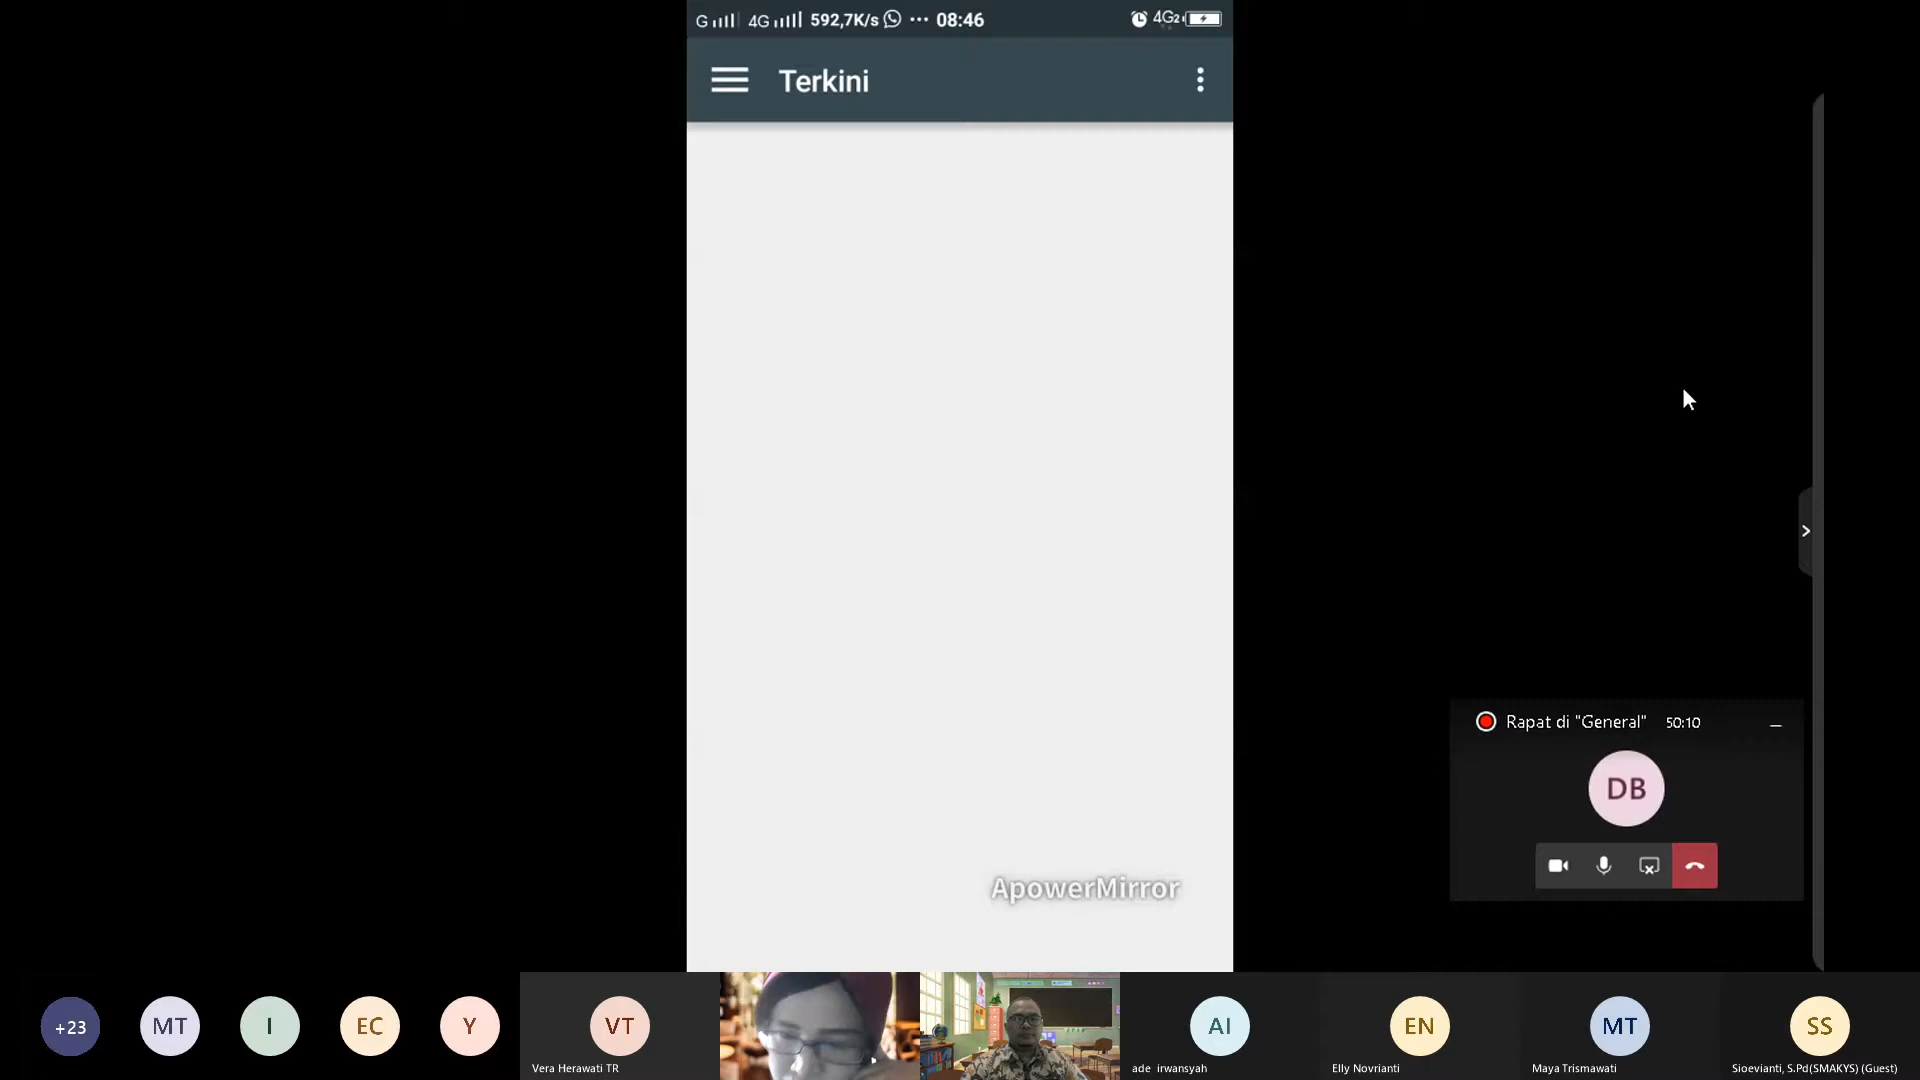 G 4G 592,7K/s ... 08:46 4G2
Terkini
ApowerMirror
Rapat di "General" 50:10
DB
+23 MT I EC Y VT AI EN MT SS
Vera Herawati TR ade irwansyah Elly Novrianti Maya Trismawati Sioevianti, S.Pd(SMAKYS) (Guest)